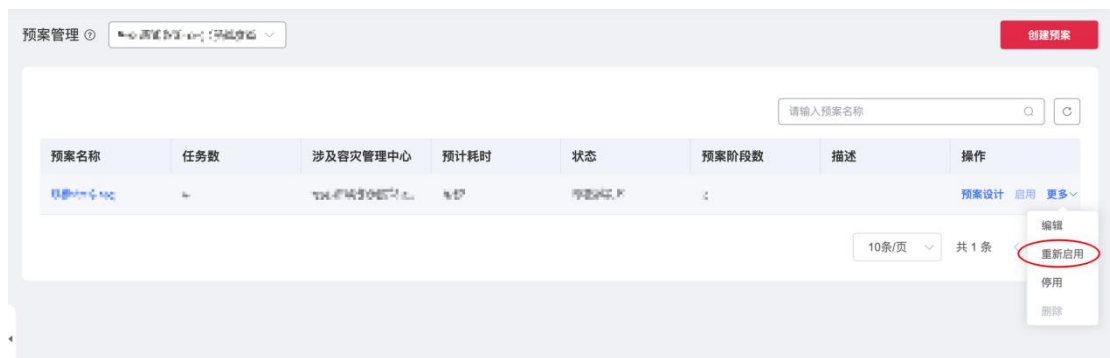 预案管理
创建预案
请输入预案名称
预案名称 任务数 涉及容灾管理中心 预计耗时 状态 预案阶段数 描述 操作
预案设计 启用 更多
编辑
10条/页 共 1 条
重新启用
停用
删除